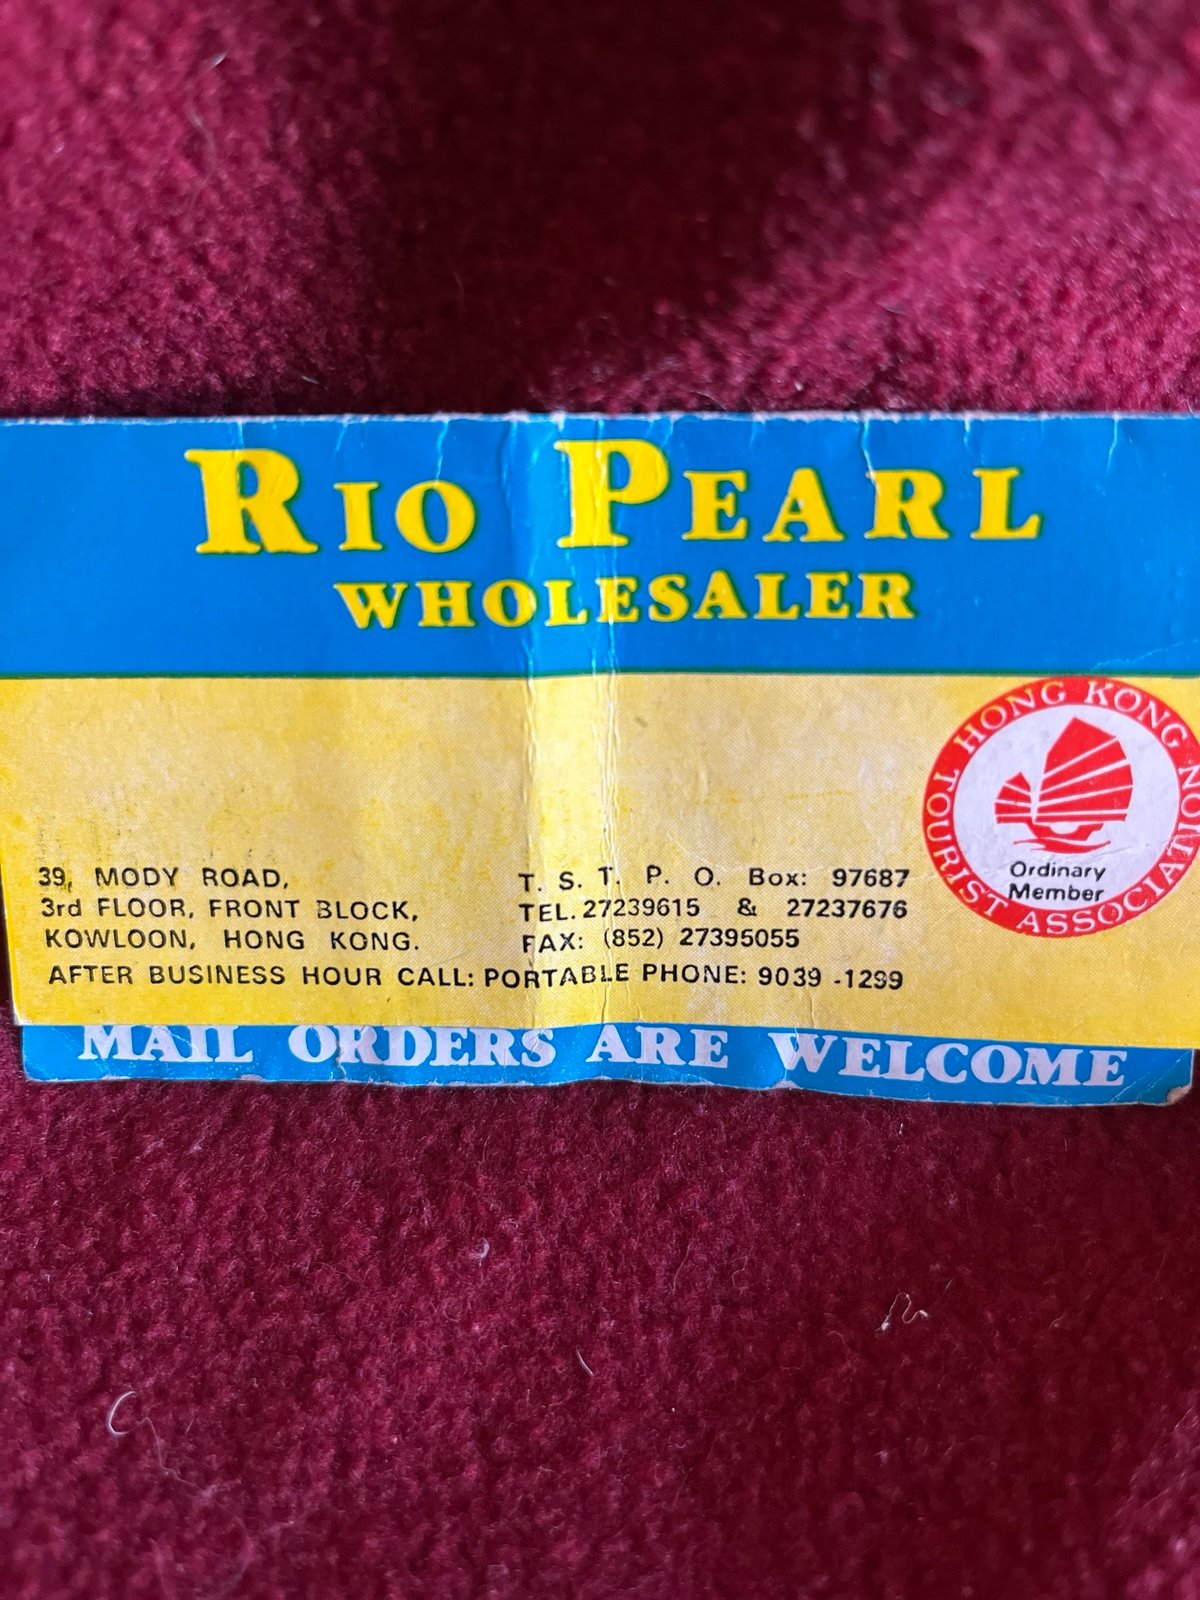 RIO PEARL
WHOLESALER
HONG KONG TOURIST ASSOCIATION
Ordinary
Member
39, MODY ROAD,
3rd FLOOR, FRONT BLOCK,
KOWLOON, HONG KONG.
T. S. T. P. O. Box: 97687
TEL. 27239615 & 27237676
FAX: (852) 27395055
AFTER BUSINESS HOUR CALL: PORTABLE PHONE: 9039 -1299
MAIL ORDERS ARE WELCOME